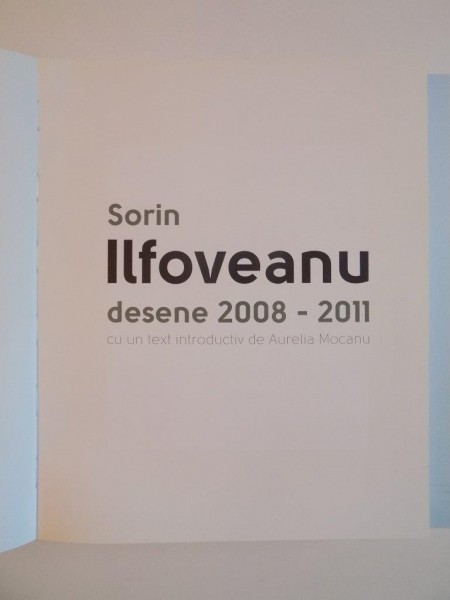 Sorin
Ilfoveanu
desene 2008 - 2011
cu un text introductiv de Aurelia Mocanu